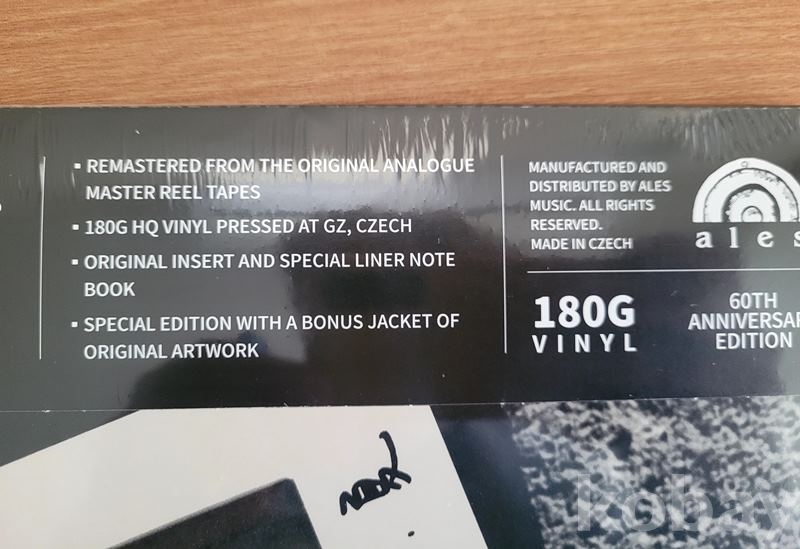 ▪ REMASTERED FROM THE ORIGINAL ANALOGUE
MASTER REEL TAPES
▪ 180G HQ VINYL PRESSED AT GZ, CZECH
▪ ORIGINAL INSERT AND SPECIAL LINER NOTE
BOOK
▪ SPECIAL EDITION WITH A BONUS JACKET OF
ORIGINAL ARTWORK
MANUFACTURED AND
DISTRIBUTED BY ALES
MUSIC. ALL RIGHTS
RESERVED.
MADE IN CZECH
ales
180G
VINYL
60TH
ANNIVERSAR
EDITION
kobay